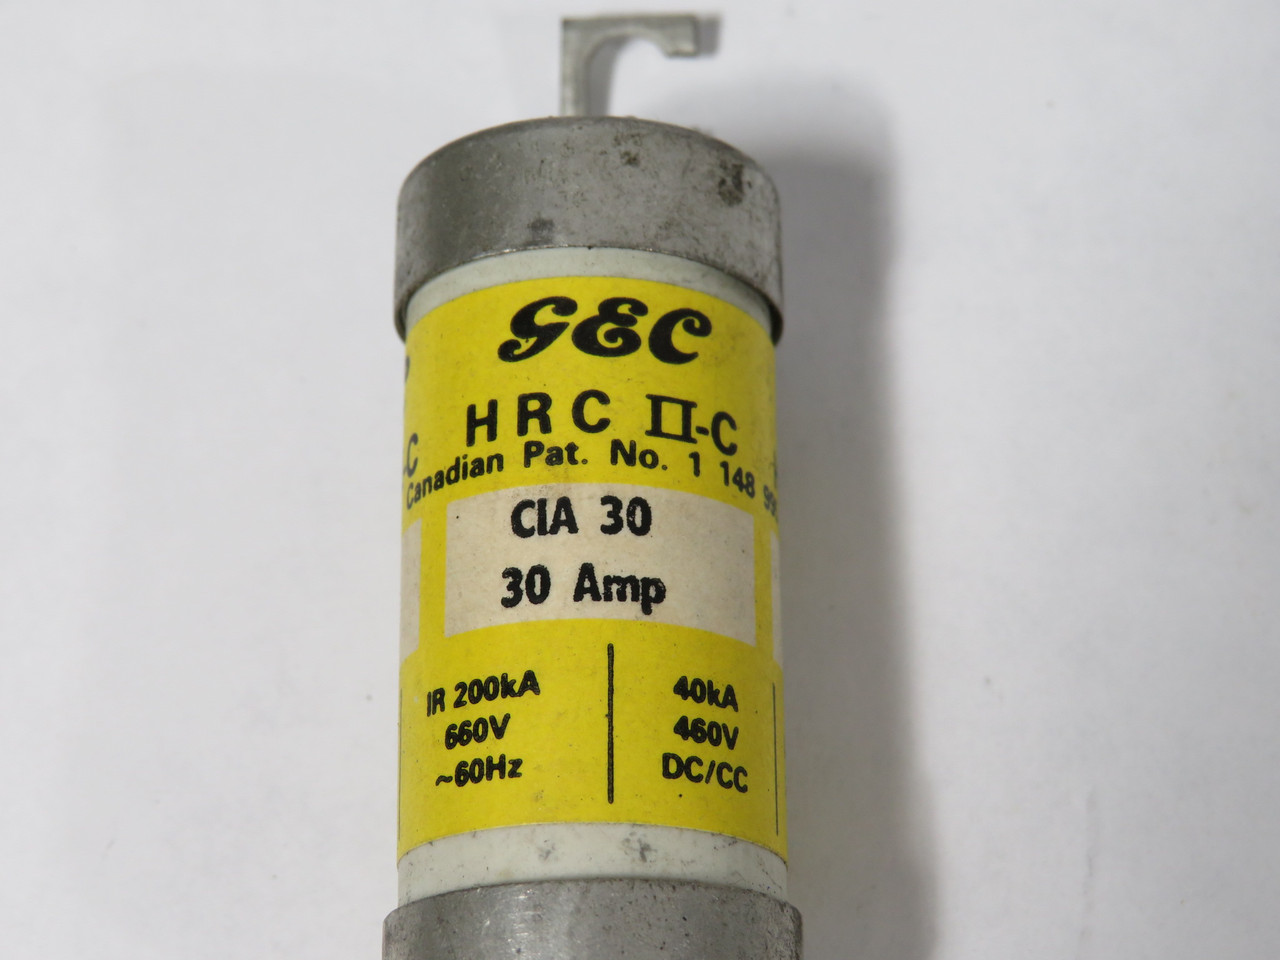 GEC
HRC II-C
Canadian Pat. No. 1 148
CIA 30
30 Amp
IR 200kA
660V
~60Hz
40kA
460V
DC/CC